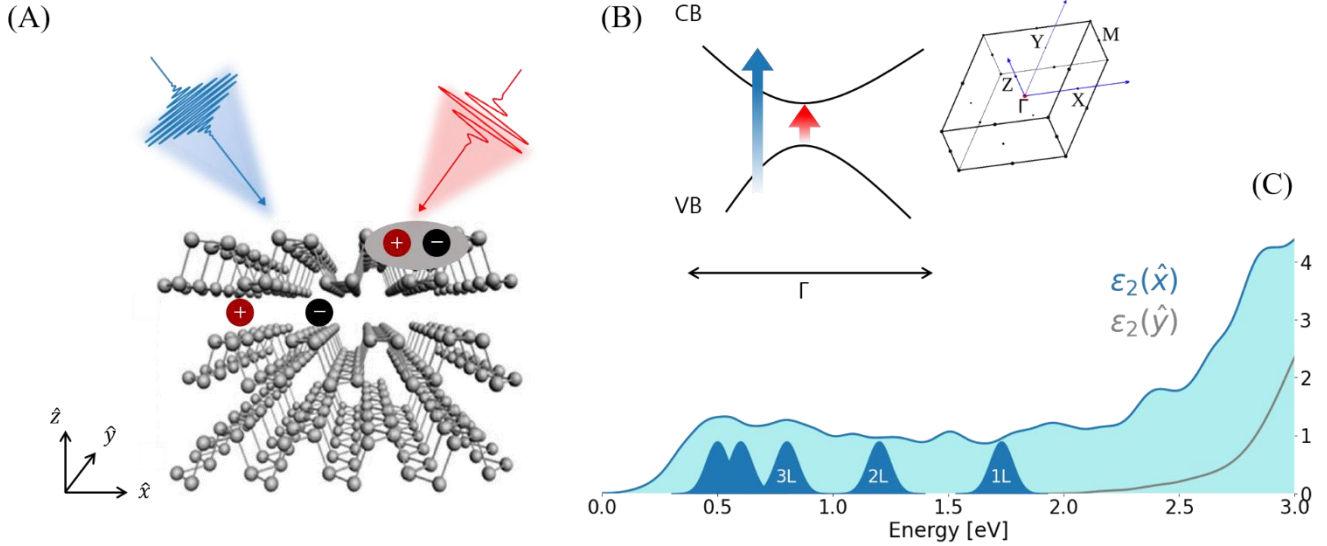 (A)
+ −
+ −
ẑ
ŷ
x̂
(B)
CB
VB
Γ
Y
M
Z
Γ
X
(C)
ε₂(x̂)
ε₂(ŷ)
4
3
2
1
0
3L
2L
1L
0.0 0.5 1.0 1.5 2.0 2.5 3.0
Energy [eV]